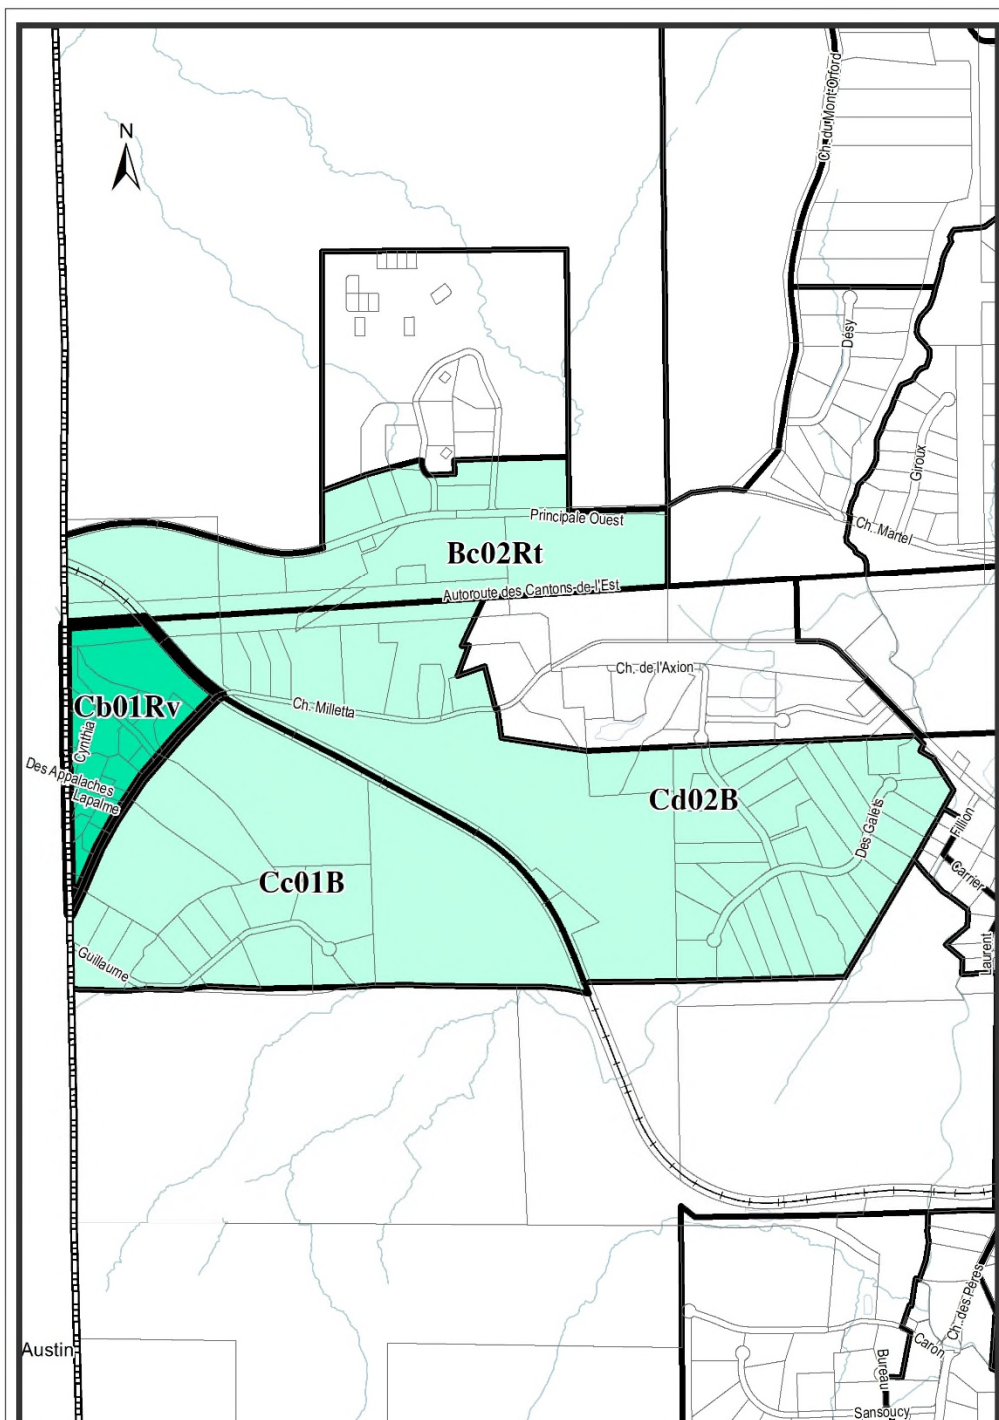 Ch. du Mont-Orford
N
Désy
Giroux
Principale Ouest
Ch. Martel
Bc02Rt
Autoroute des Cantons-de-l'Est
Ch. de l'Axion
Cb01Rv
Ch. Milletta
Cynthia
Des Appalaches
Lapalme
Cd02B
Des Galets
Fillion
Carrier
Cc01B
Laurent
Guillaume
Ch. des Pères
Caron
Austin
Bureau
Sansoucy